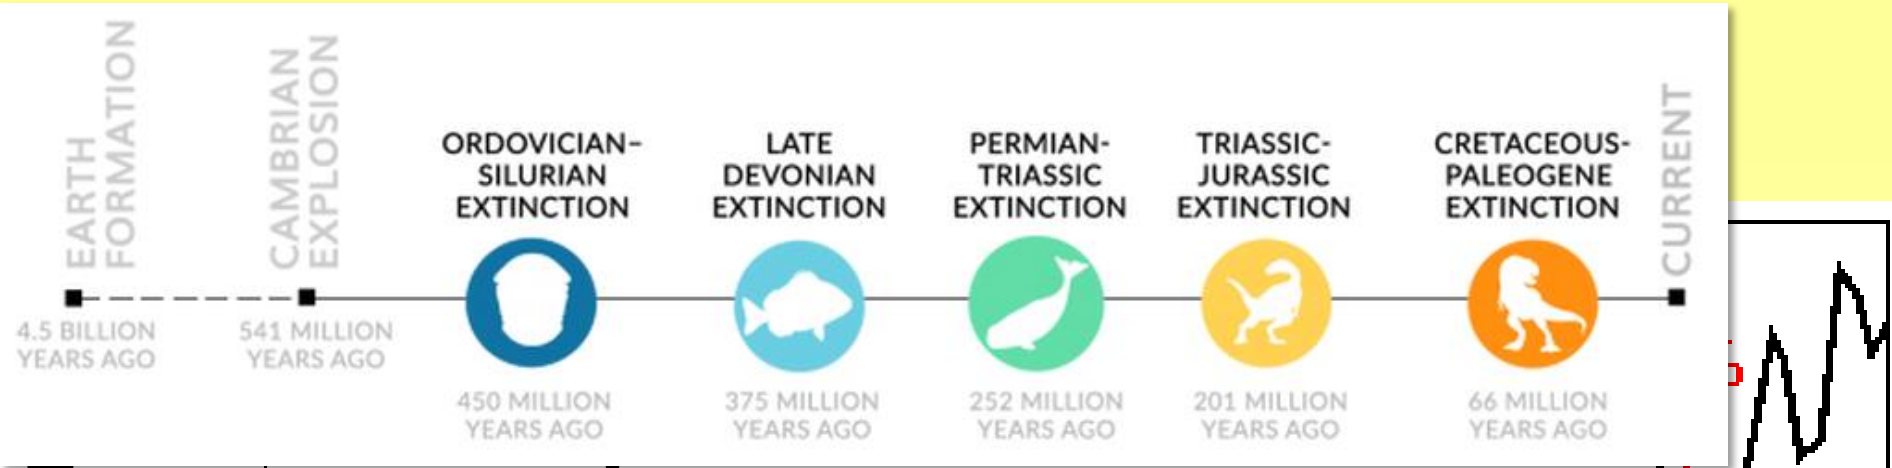 EARTH
FORMATION
4.5 BILLION
YEARS AGO
CAMBRIAN
EXPLOSION
541 MILLION
YEARS AGO
ORDOVICIAN–
SILURIAN
EXTINCTION
450 MILLION
YEARS AGO
LATE
DEVONIAN
EXTINCTION
375 MILLION
YEARS AGO
PERMIAN-
TRIASSIC
EXTINCTION
252 MILLION
YEARS AGO
TRIASSIC-
JURASSIC
EXTINCTION
201 MILLION
YEARS AGO
CRETACEOUS-
PALEOGENE
EXTINCTION
66 MILLION
YEARS AGO
CURRENT